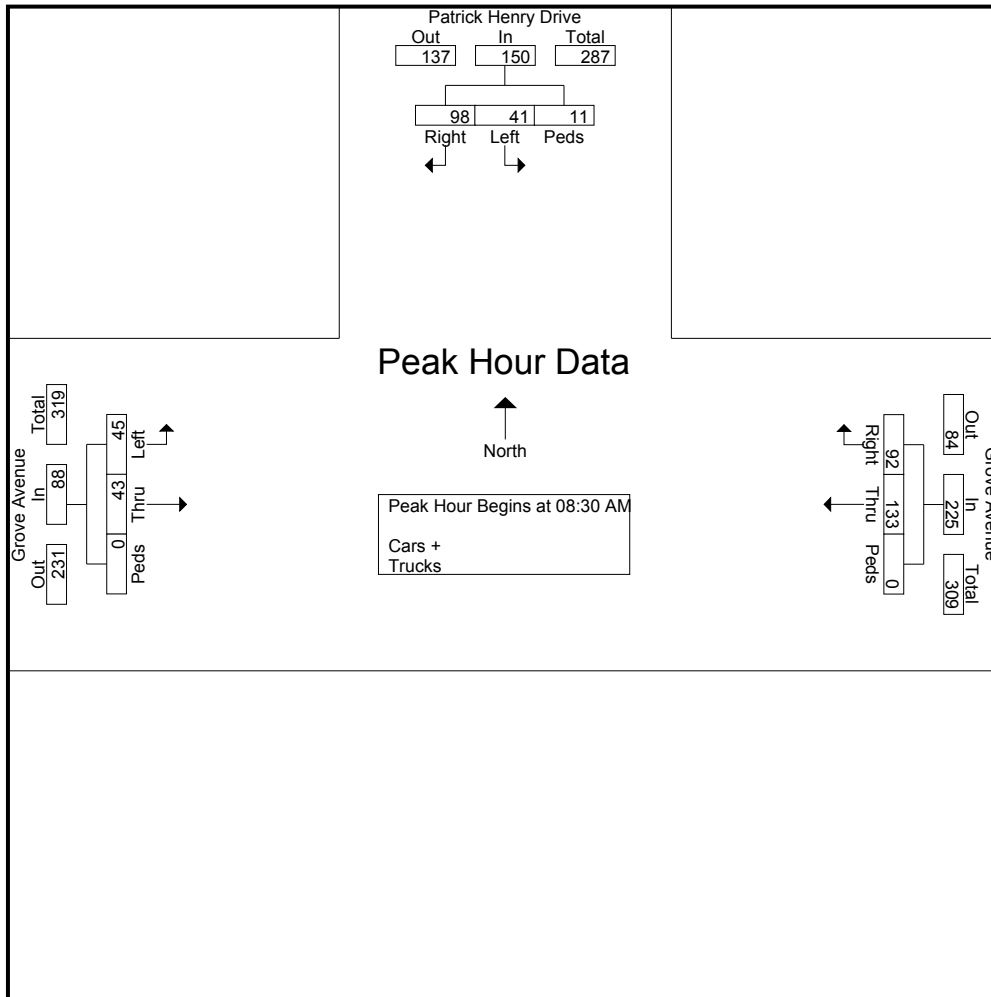 Patrick Henry Drive
Out In Total
137 150 287
98 41 11
Right Left Peds
Peak Hour Data
North
Peak Hour Begins at 08:30 AM
Cars +
Trucks
Grove Avenue
Out In Total
231 88 319
45 43 0
Left Thru Peds
Grove Avenue
Out In Total
84 225 309
92 133 0
Right Thru Peds